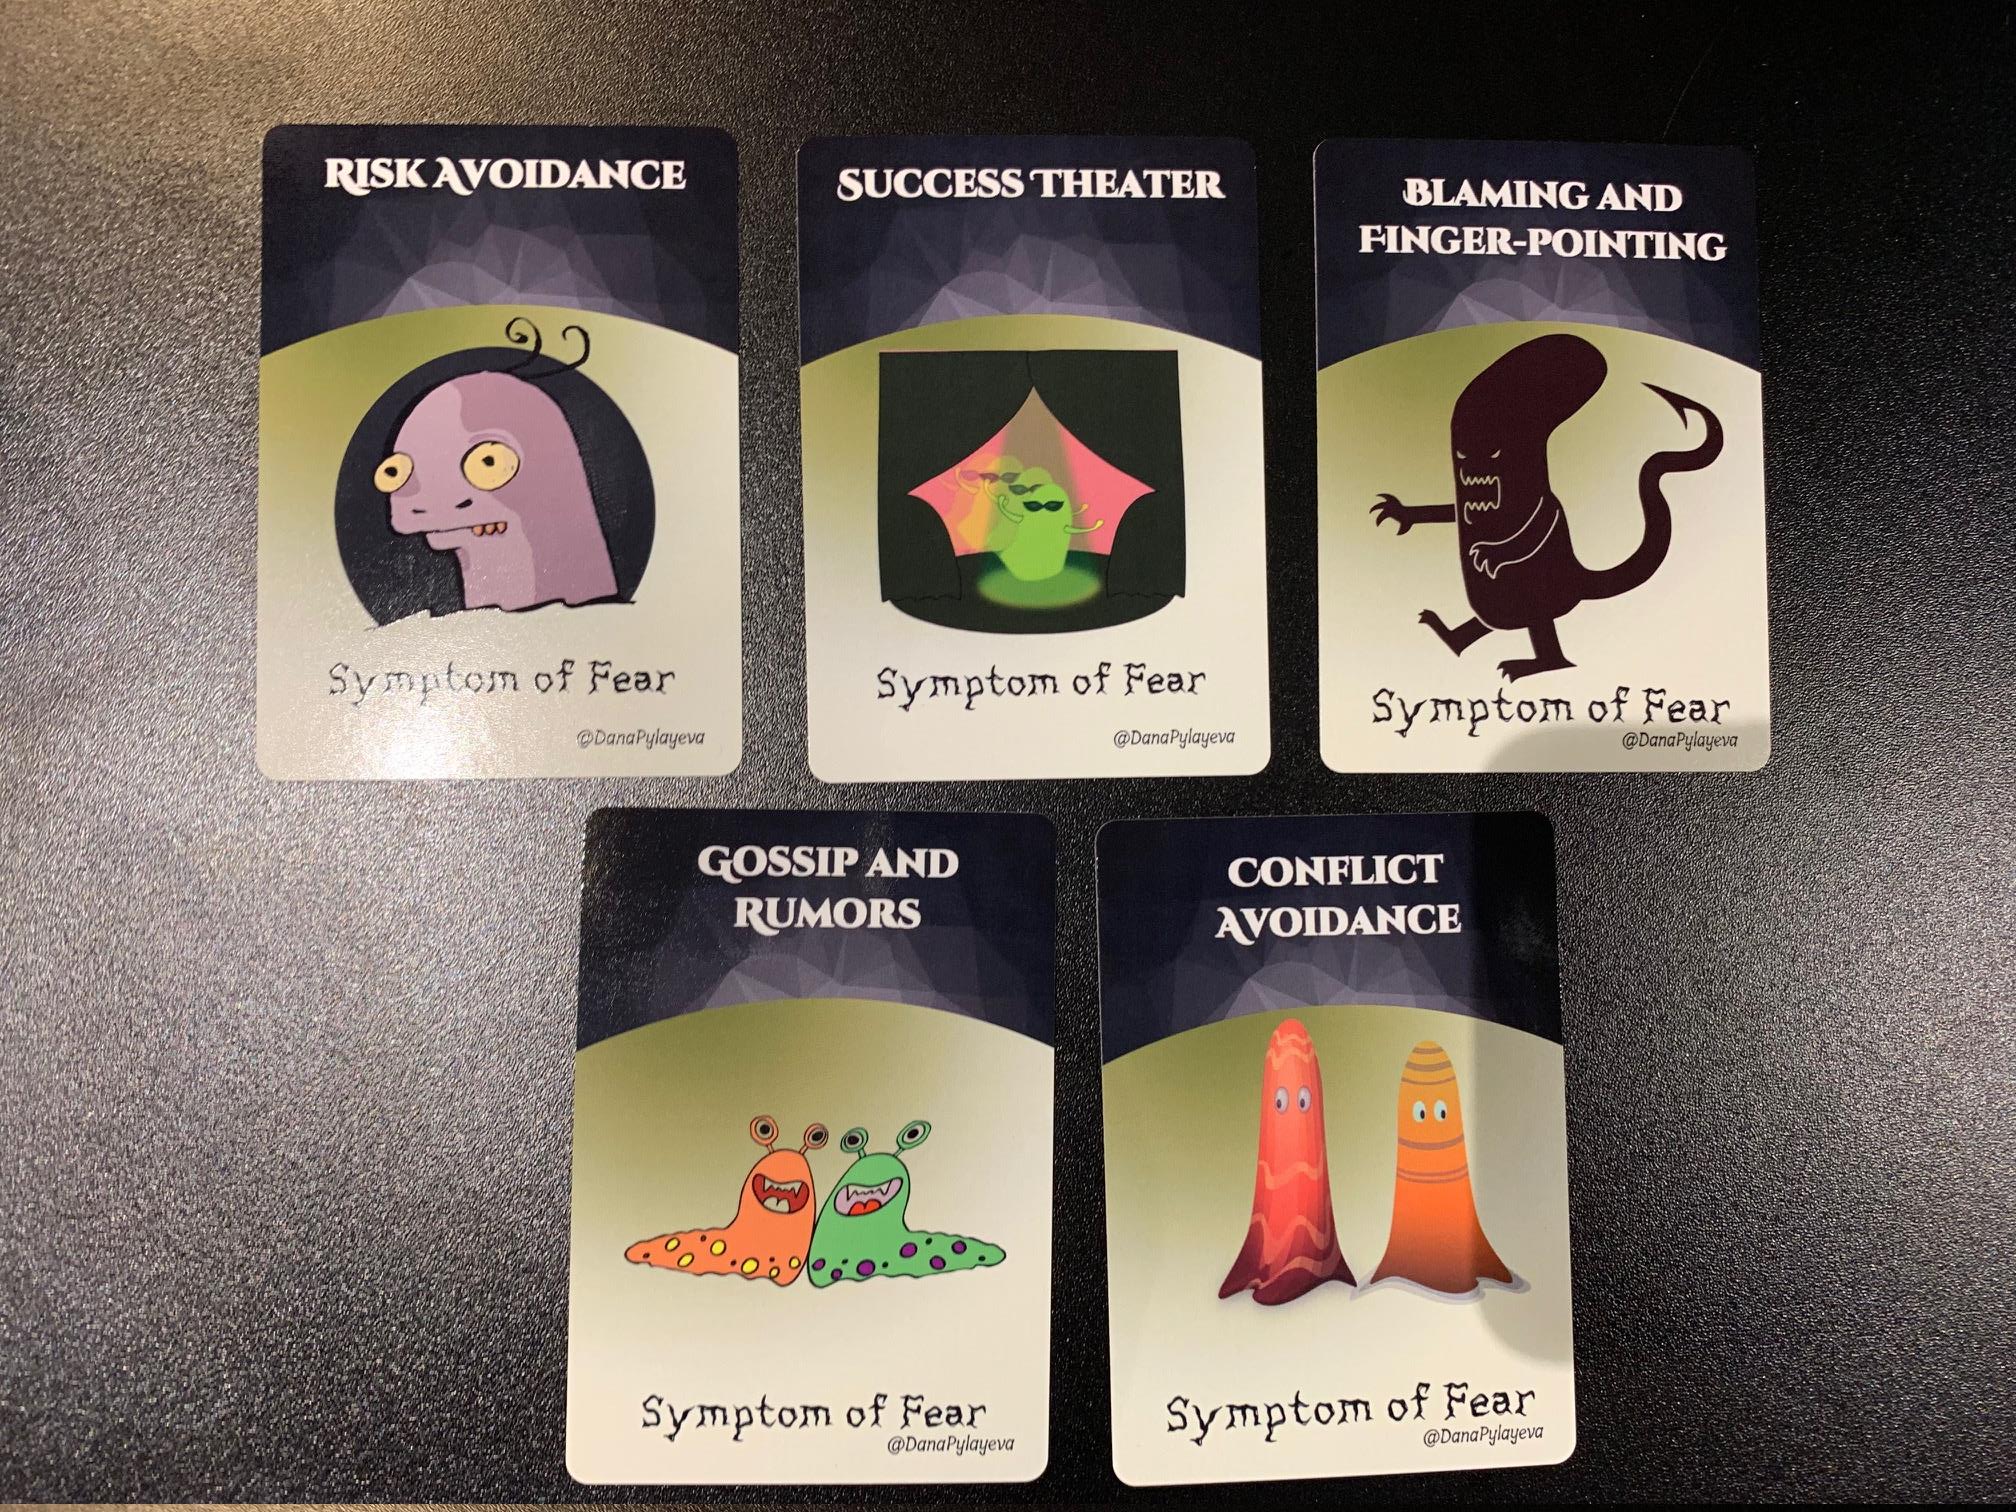 Risk Avoidance
Symptom of Fear
@DanaPylayeva
Success Theater
Symptom of Fear
@DanaPylayeva
Blaming and
Finger-pointing
Symptom of Fear
@DanaPylayeva
Gossip and
Rumors
Symptom of Fear
@DanaPylayeva
Conflict
Avoidance
Symptom of Fear
@DanaPylayeva